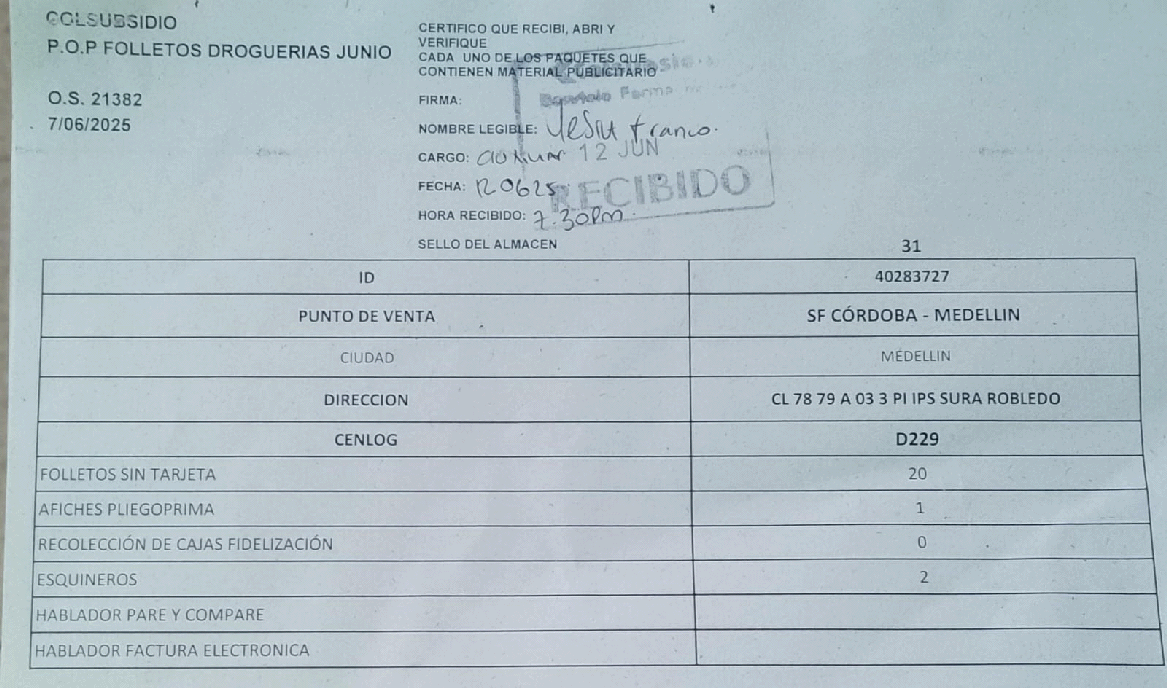 COLSUBSIDIO
P.O.P FOLLETOS DROGUERIAS JUNIO
O.S. 21382
7/06/2025
CERTIFICO QUE RECIBI, ABRI Y
VERIFIQUE
CADA UNO DE LOS PAQUETES QUE
CONTIENEN MATERIAL PUBLICITARIO
FIRMA:
NOMBRE LEGIBLE: Franco.
CARGO:
12 JUN
FECHA: 120625
RECIBIDO
HORA RECIBIDO: 7.30pm.
SELLO DEL ALMACEN
31
ID 40283727
PUNTO DE VENTA SF CÓRDOBA - MEDELLIN
CIUDAD MEDELLIN
DIRECCION CL 78 79 A 03 3 PI IPS SURA ROBLEDO
CENLOG D229
FOLLETOS SIN TARJETA 20
AFICHES PLIEGOPRIMA 1
RECOLECCIÓN DE CAJAS FIDELIZACIÓN 0
ESQUINEROS 2
HABLADOR PARE Y COMPARE
HABLADOR FACTURA ELECTRONICA